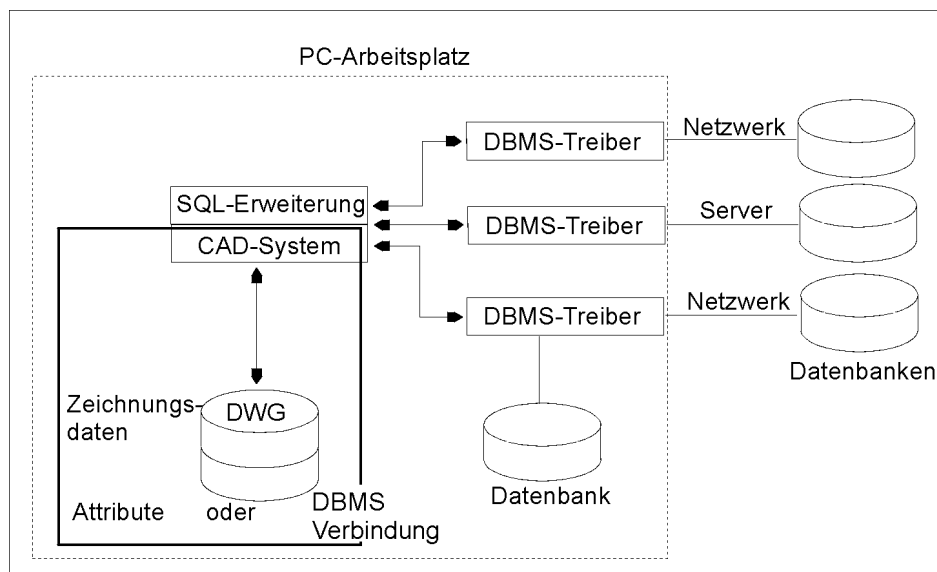 PC-Arbeitsplatz
DBMS-Treiber
Netzwerk
SQL-Erweiterung
DBMS-Treiber
Server
CAD-System
DBMS-Treiber
Netzwerk
Datenbanken
Zeichnungs-
daten
DWG
Datenbank
Attribute oder
DBMS
Verbindung